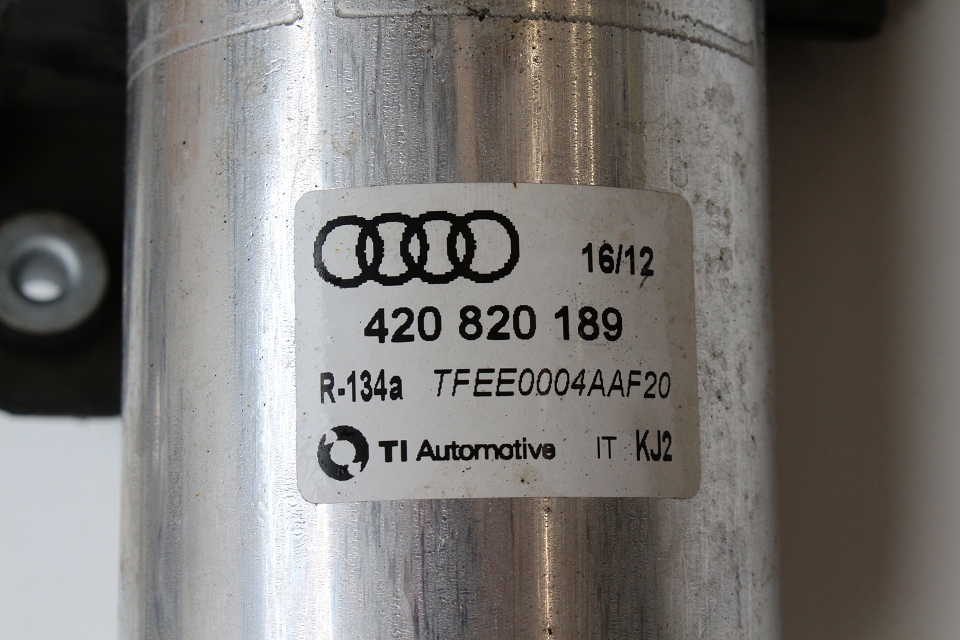 16/12
420 820 189
R-134a TFEE0004AAF20
TI Automotive IT KJ2